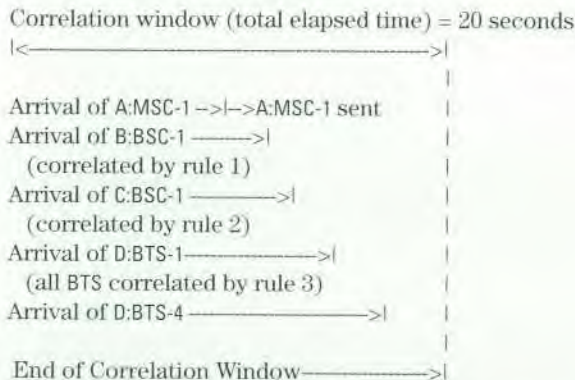 Correlation window (total elapsed time) = 20 seconds
|<------------------------------------------------------>|
Arrival of A:MSC-1 -->|-->A:MSC-1 sent
Arrival of B:BSC-1 --------->|
(correlated by rule 1)
Arrival of C:BSC-1 ------------->|
(correlated by rule 2)
Arrival of D:BTS-1-------------------->|
(all BTS correlated by rule 3)
Arrival of D:BTS-4 --------------------------->|
End of Correlation Window------------------->|